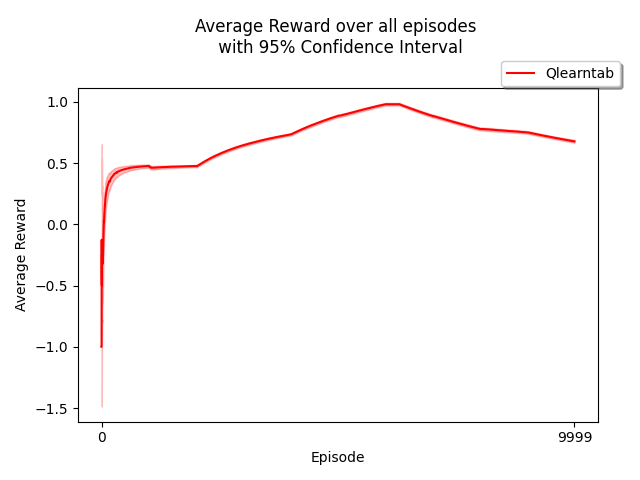 Average Reward over all episodes
with 95% Confidence Interval
Qlearntab
1.0
0.5
0.0
−0.5
−1.0
−1.5
Average Reward
0 9999
Episode